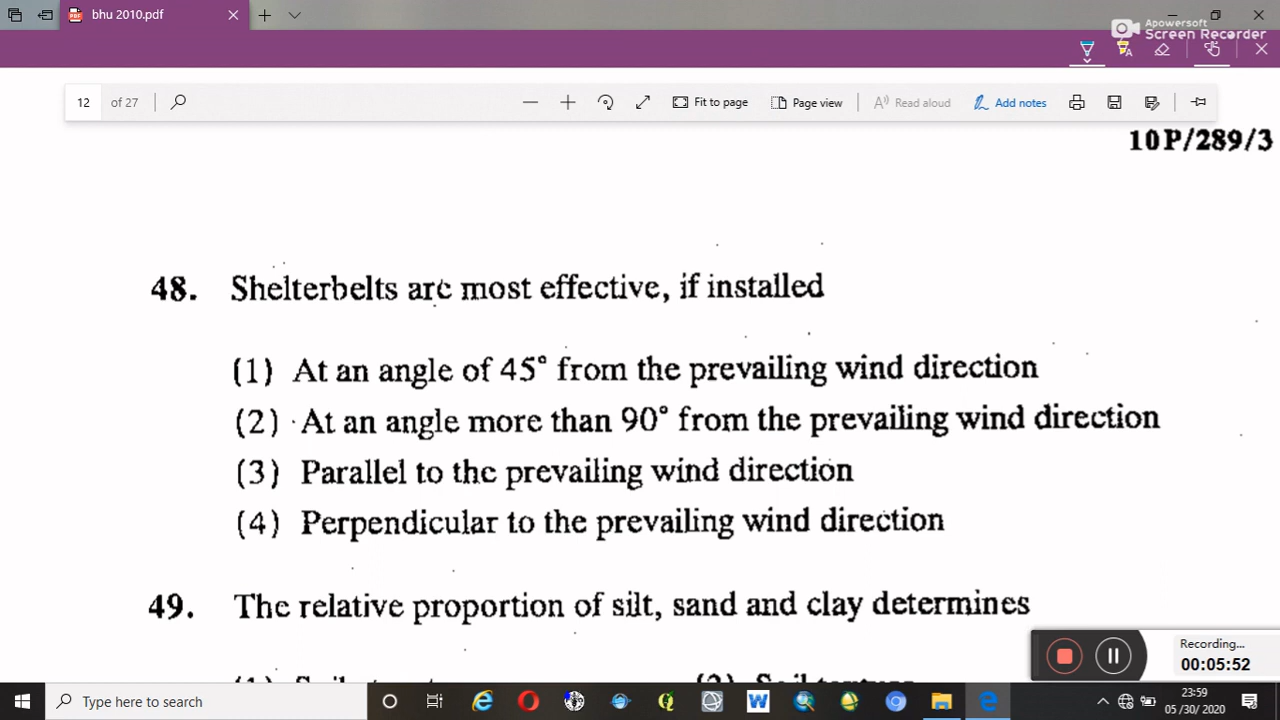 bhu 2010.pdf
Apowersoft
Screen Recorder
12 of 27
Fit to page
Page view
Read aloud
Add notes
10P/289/3
48. Shelterbelts are most effective, if installed
(1) At an angle of 45° from the prevailing wind direction
(2) At an angle more than 90° from the prevailing wind direction
(3) Parallel to the prevailing wind direction
(4) Perpendicular to the prevailing wind direction
49. The relative proportion of silt, sand and clay determines
Recording...
00:05:52
Type here to search
23:59
05 /30/ 2020